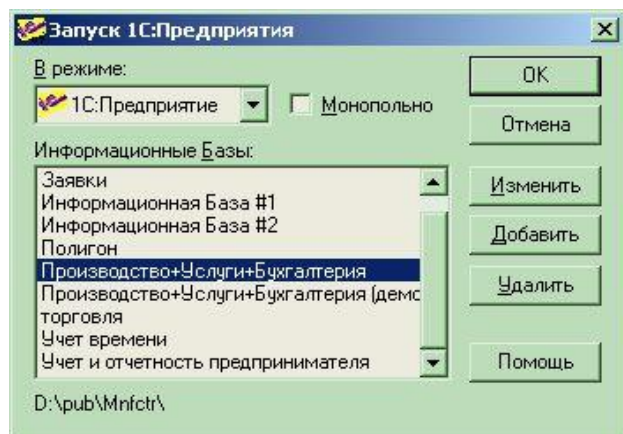 Запуск 1С:Предприятия
В режиме:
1С:Предприятие
Монопольно
Информационные Базы:
Заявки
Информационная База #1
Информационная База #2
Полигон
Производство+Услуги+Бухгалтерия
Производство+Услуги+Бухгалтерия (демо
торговля
Учет времени
Учет и отчетность предпринимателя
D:\pub\Mnfctr\
OK
Отмена
Изменить
Добавить
Удалить
Помощь